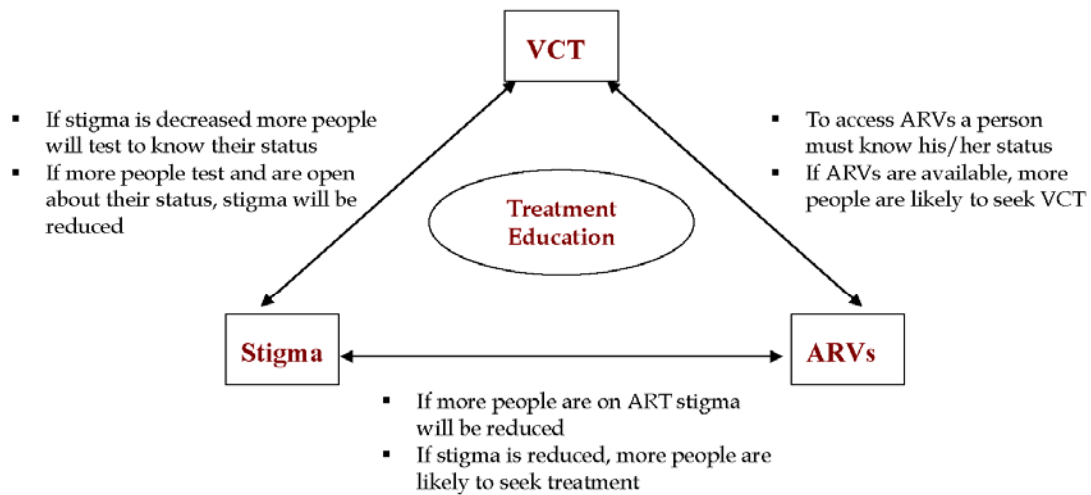 VCT
▪ If stigma is decreased more people
will test to know their status
▪ If more people test and are open
about their status, stigma will be
reduced
▪ To access ARVs a person
must know his/her status
▪ If ARVs are available, more
people are likely to seek VCT
Treatment
Education
Stigma
ARVs
▪ If more people are on ART stigma
will be reduced
▪ If stigma is reduced, more people are
likely to seek treatment